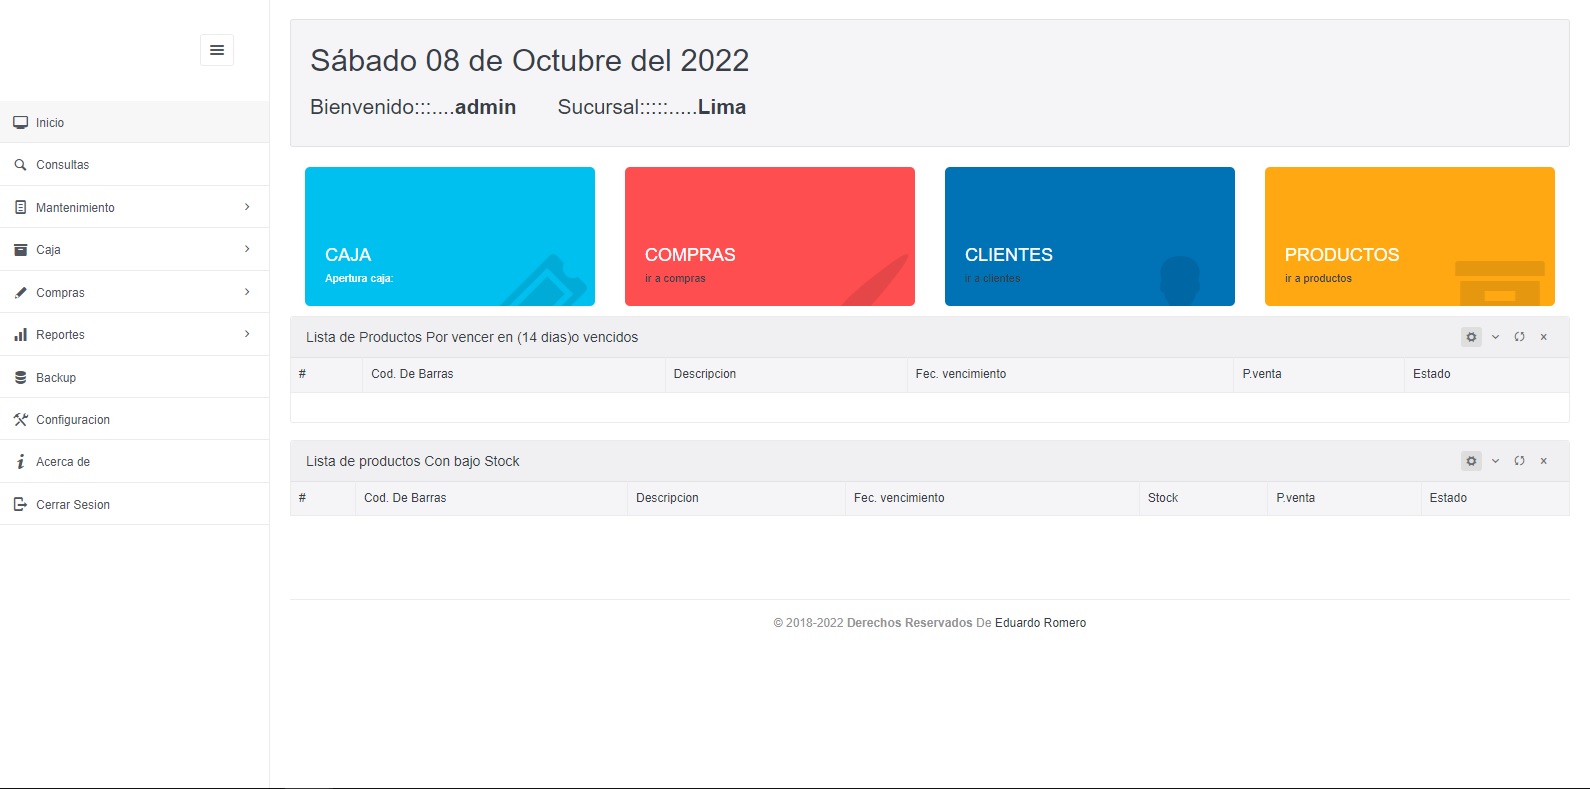 Inicio
Consultas
Mantenimiento
Caja
Compras
Reportes
Backup
Configuracion
Acerca de
Cerrar Sesion
Sábado 08 de Octubre del 2022
Bienvenido:::....admin Sucursal:::::.....Lima
CAJA
Apertura caja:
COMPRAS
ir a compras
CLIENTES
ir a clientes
PRODUCTOS
ir a productos
Lista de Productos Por vencer en (14 dias)o vencidos
# Cod. De Barras Descripcion Fec. vencimiento P.venta Estado
Lista de productos Con bajo Stock
# Cod. De Barras Descripcion Fec. vencimiento Stock P.venta Estado
© 2018-2022 Derechos Reservados De Eduardo Romero